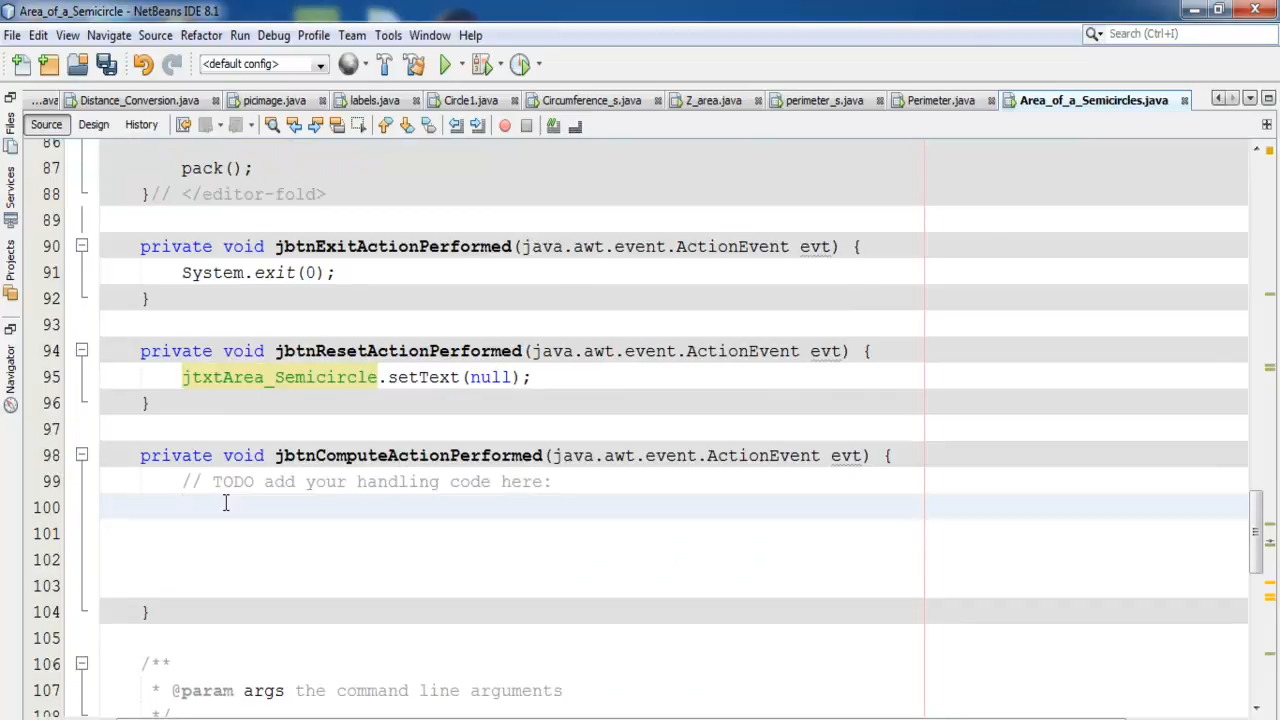 Area_of_a_Semicircle - NetBeans IDE 8.1
File Edit View Navigate Source Refactor Run Debug Profile Team Tools Window Help
Search (Ctrl+I)
<default config>
...ava Distance_Conversion.java picimage.java labels.java Circle1.java Circumference_s.java Z_area.java perimeter_s.java Perimeter.java Area_of_a_Semicircles.java
Source Design History
Files
Services
Projects
Navigator
86
87 pack();
88 }// </editor-fold>
89
90 private void jbtnExitActionPerformed(java.awt.event.ActionEvent evt) {
91 System.exit(0);
92 }
93
94 private void jbtnResetActionPerformed(java.awt.event.ActionEvent evt) {
95 jtxtArea_Semicircle.setText(null);
96 }
97
98 private void jbtnComputeActionPerformed(java.awt.event.ActionEvent evt) {
99 // TODO add your handling code here:
100
101
102
103
104 }
105
106 /**
107 * @param args the command line arguments
108 */